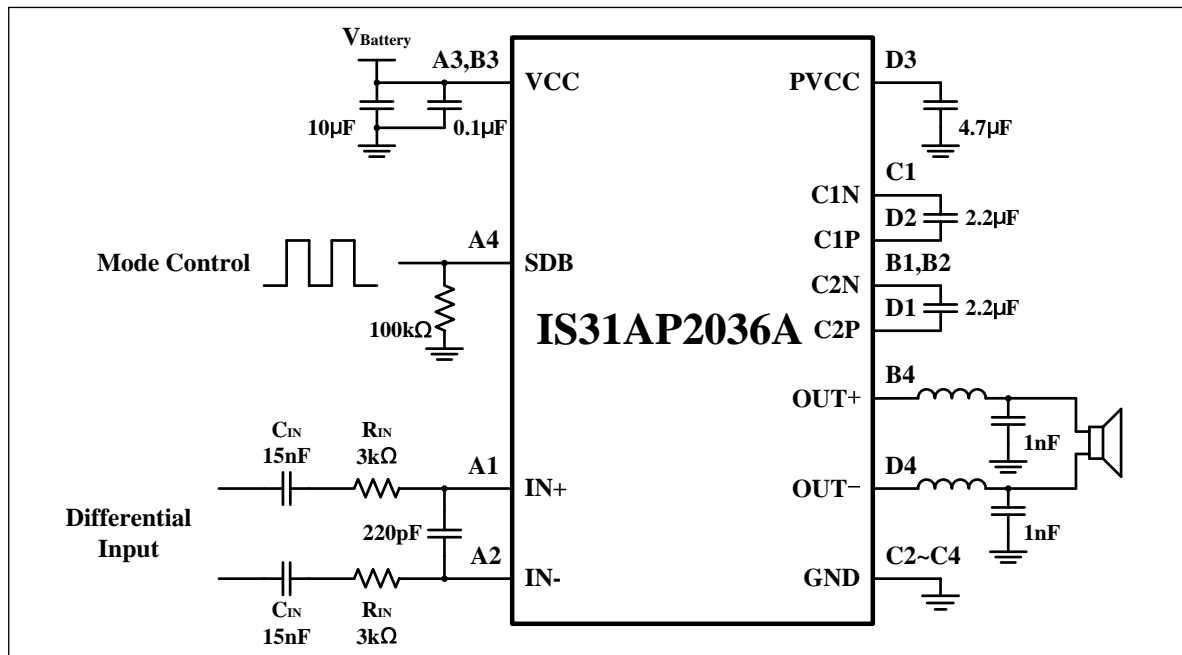 VBattery
A3,B3
VCC
10µF
0.1µF
Mode Control
A4
SDB
100kΩ
CIN
15nF
RIN
3kΩ
A1
IN+
Differential
Input
220pF
A2
IN-
CIN
15nF
RIN
3kΩ
IS31AP2036A
D3
PVCC
4.7µF
C1
C1N
D2
2.2µF
C1P
B1,B2
C2N
D1
2.2µF
C2P
B4
OUT+
1nF
D4
OUT−
1nF
C2~C4
GND